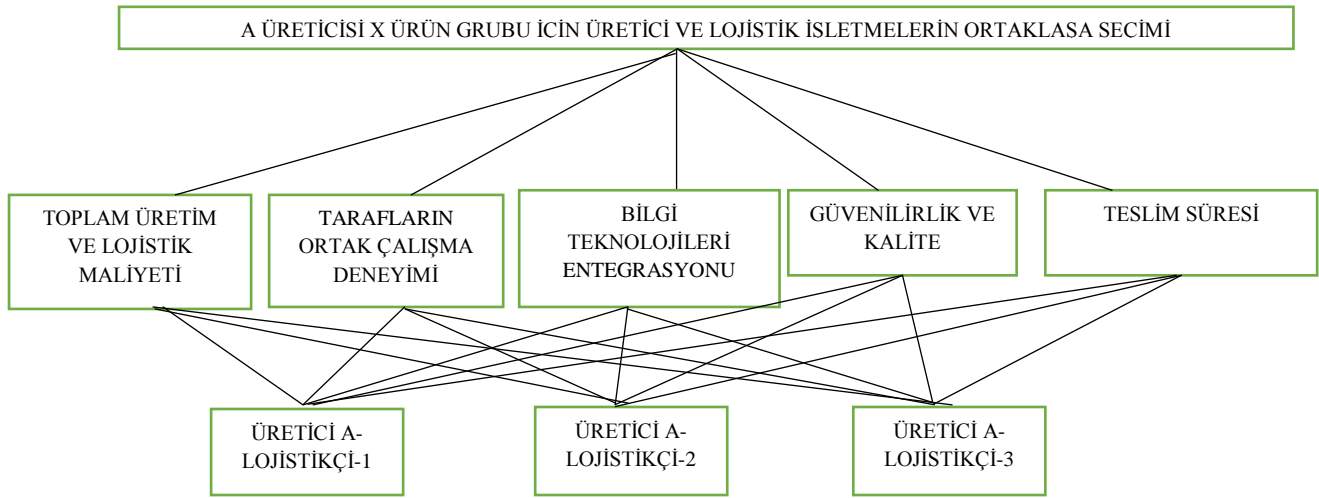 A ÜRETİCİSİ X ÜRÜN GRUBU İCİN ÜRETİCİ VE LOJİSTİK ISLETMELERİN ORTAKLASA SECİMİ
TOPLAM ÜRETİM
VE LOJİSTİK
MALİYETİ
TARAFLARIN
ORTAK ÇALIŞMA
DENEYİMİ
BİLGİ
TEKNOLOJİLERİ
ENTEGRASYONU
GÜVENİLİRLİK VE
KALİTE
TESLİM SÜRESİ
ÜRETİCİ A-
LOJİSTİKÇİ-1
ÜRETİCİ A-
LOJİSTİKÇİ-2
ÜRETİCİ A-
LOJİSTİKÇİ-3